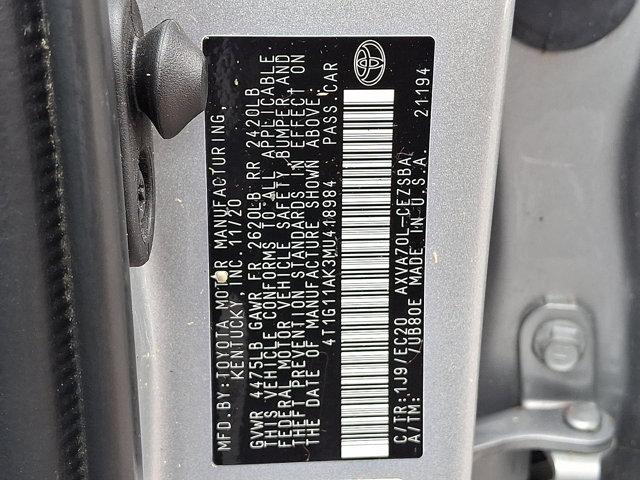 MFD. BY: TOYOTA MOTOR MANUFACTURING,
KENTUCKY, INC. 11/20
GVWR 4475LB GAWR FR 2620LB RR 2420LB
THIS VEHICLE CONFORMS TO ALL APPLICABLE
FEDERAL MOTOR VEHICLE SAFETY, BUMPER, AND
THEFT PREVENTION STANDARDS IN EFFECT ON
THE DATE OF MANUFACTURE SHOWN ABOVE.
4T1G11AK3MU418984 PASS. CAR
C/TR: 1J9/EC20 AXVA70L-CEZSBA
A/TM: /UB80E MADE IN U.S.A. 21194